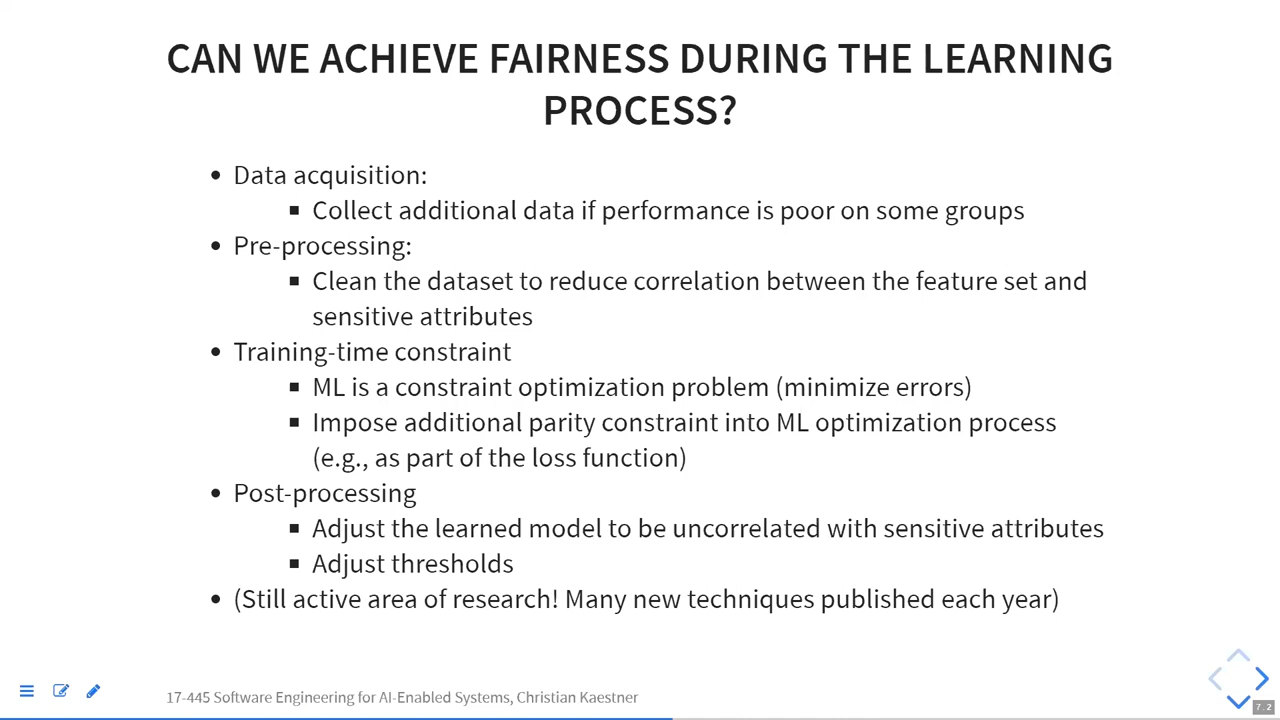 CAN WE ACHIEVE FAIRNESS DURING THE LEARNING
PROCESS?
• Data acquisition:
▪ Collect additional data if performance is poor on some groups
• Pre-processing:
▪ Clean the dataset to reduce correlation between the feature set and
sensitive attributes
• Training-time constraint
▪ ML is a constraint optimization problem (minimize errors)
▪ Impose additional parity constraint into ML optimization process
(e.g., as part of the loss function)
• Post-processing
▪ Adjust the learned model to be uncorrelated with sensitive attributes
▪ Adjust thresholds
• (Still active area of research! Many new techniques published each year)
17-445 Software Engineering for AI-Enabled Systems, Christian Kaestner
7.2